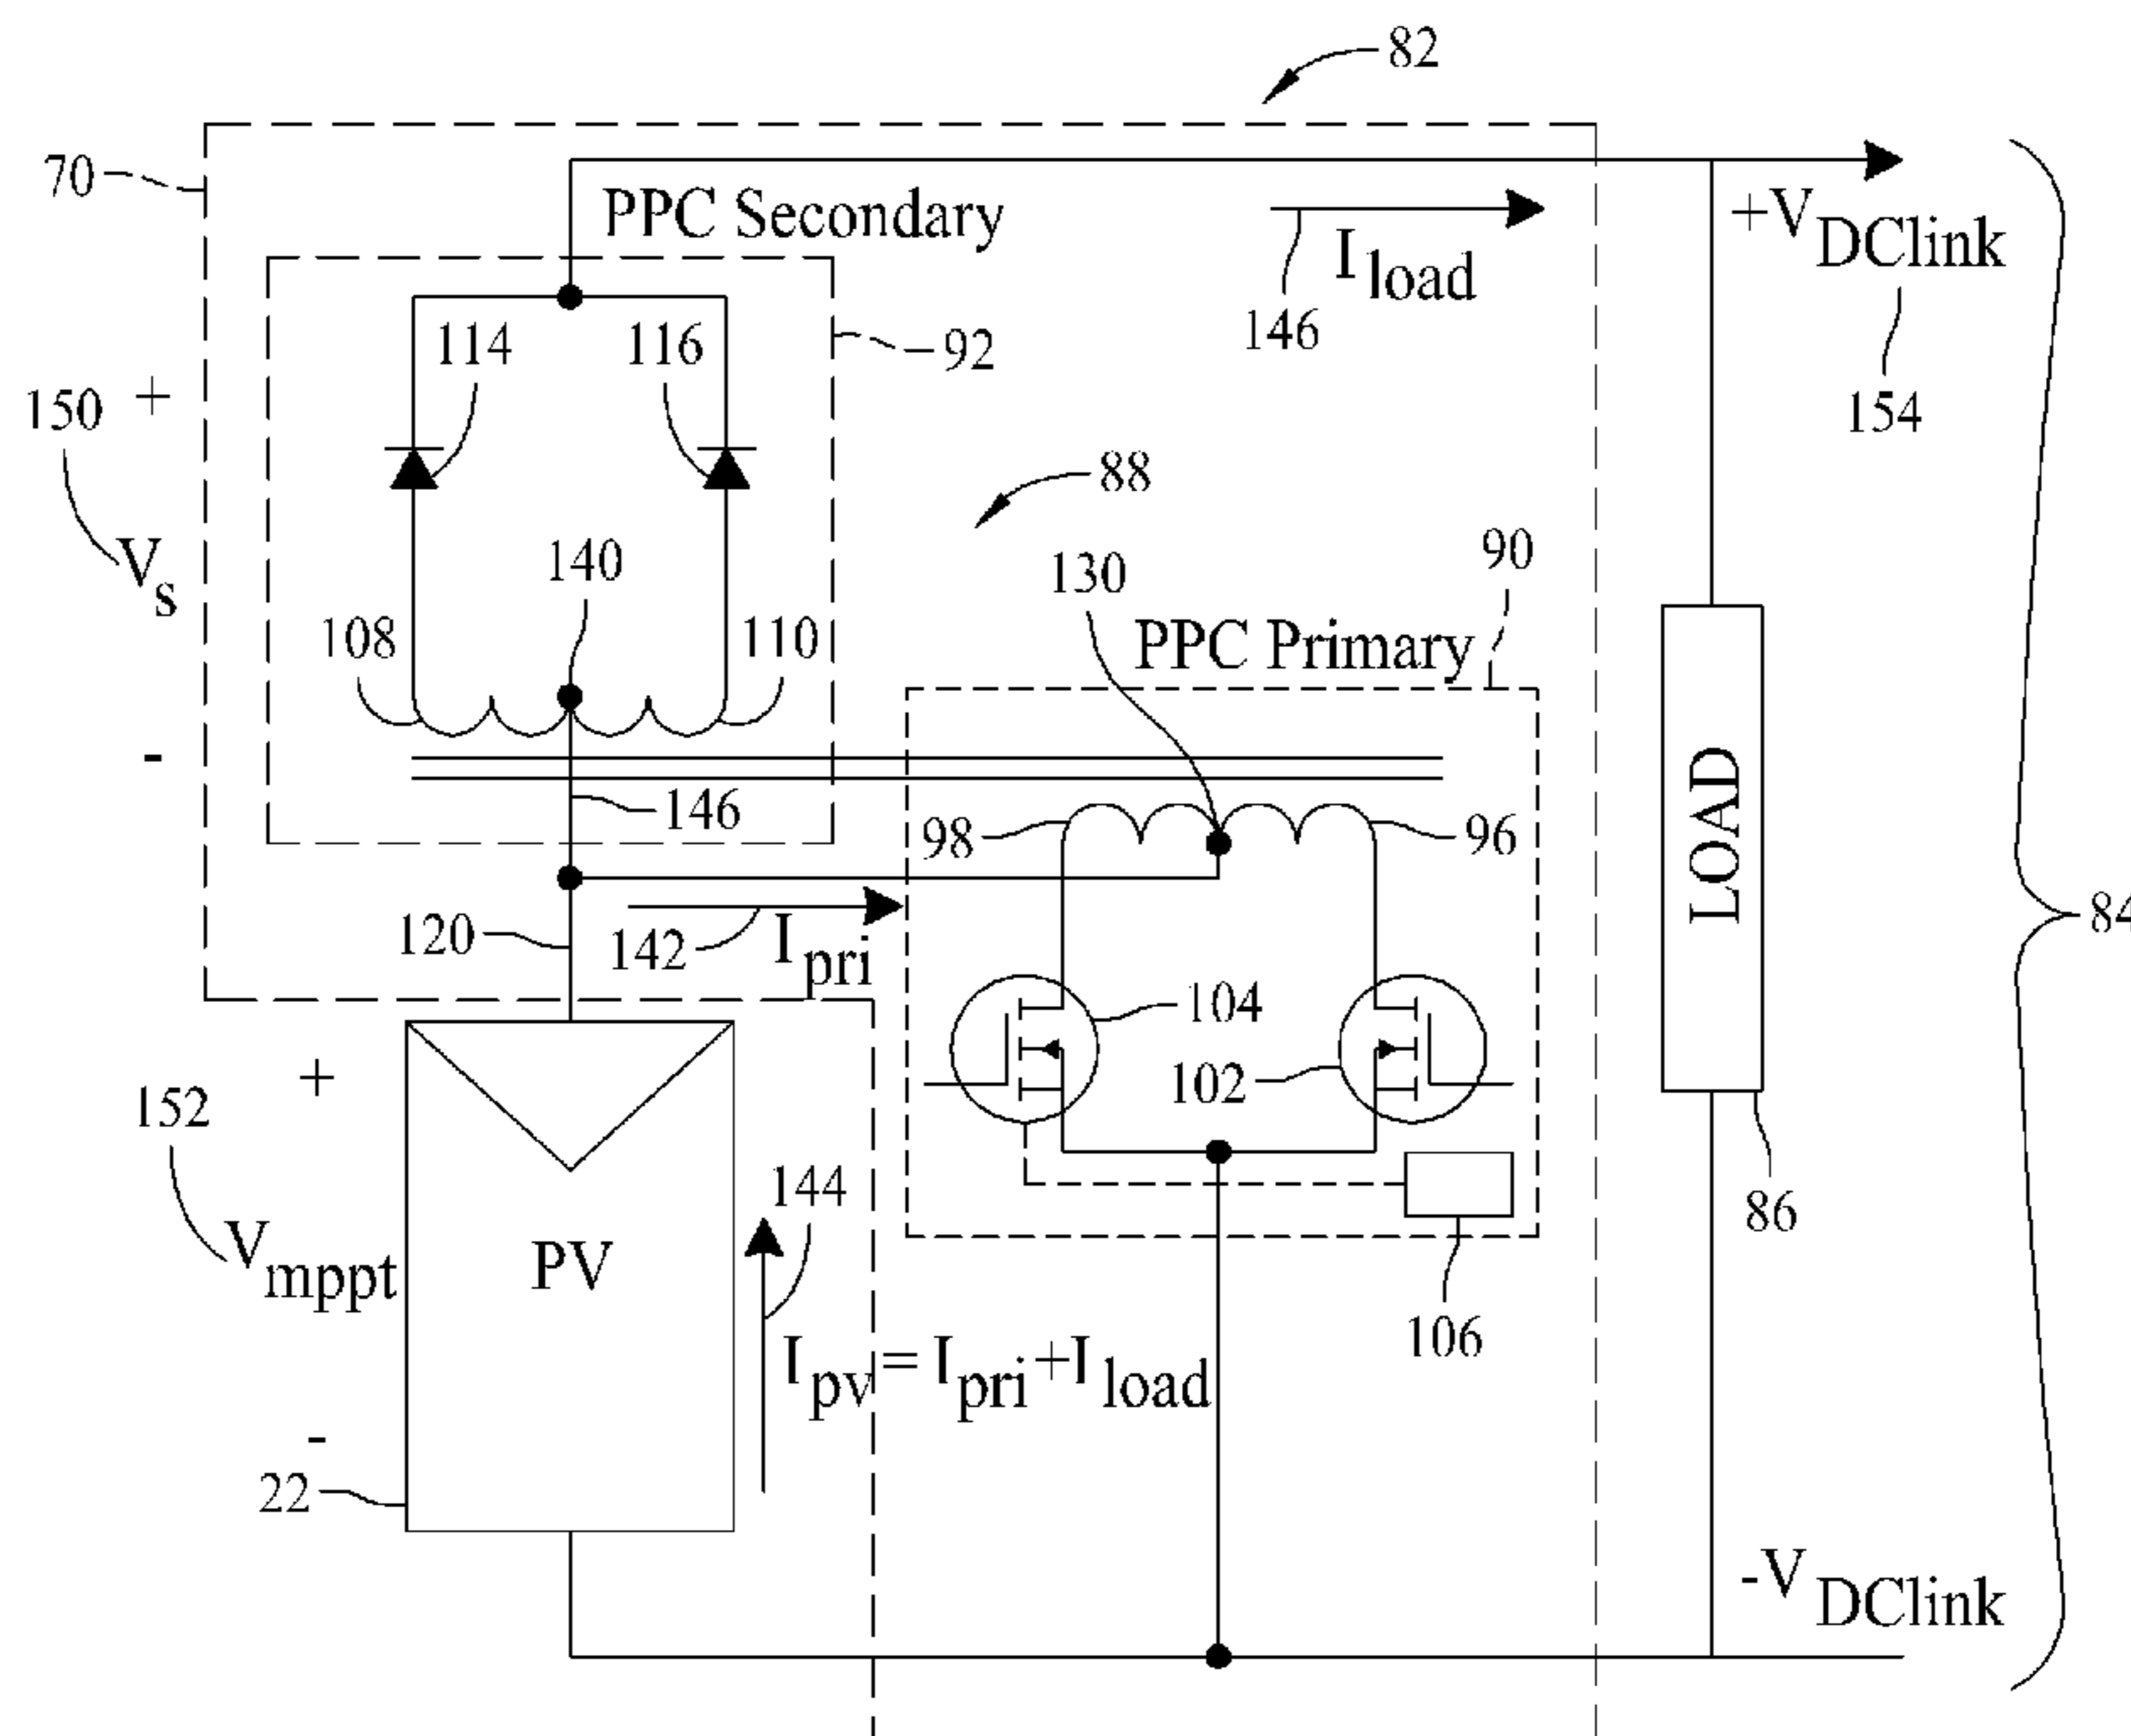 82
70
PPC Secondary
+V DClink
I load
146
154
114
116
92
150
+
V s
-
88
140
130
90
108
110
PPC Primary
146
98
96
LOAD
84
120
142
I pri
104
102
+
152
V mppt
PV
144
86
106
I pv = I pri + I load
-
22
-V DClink